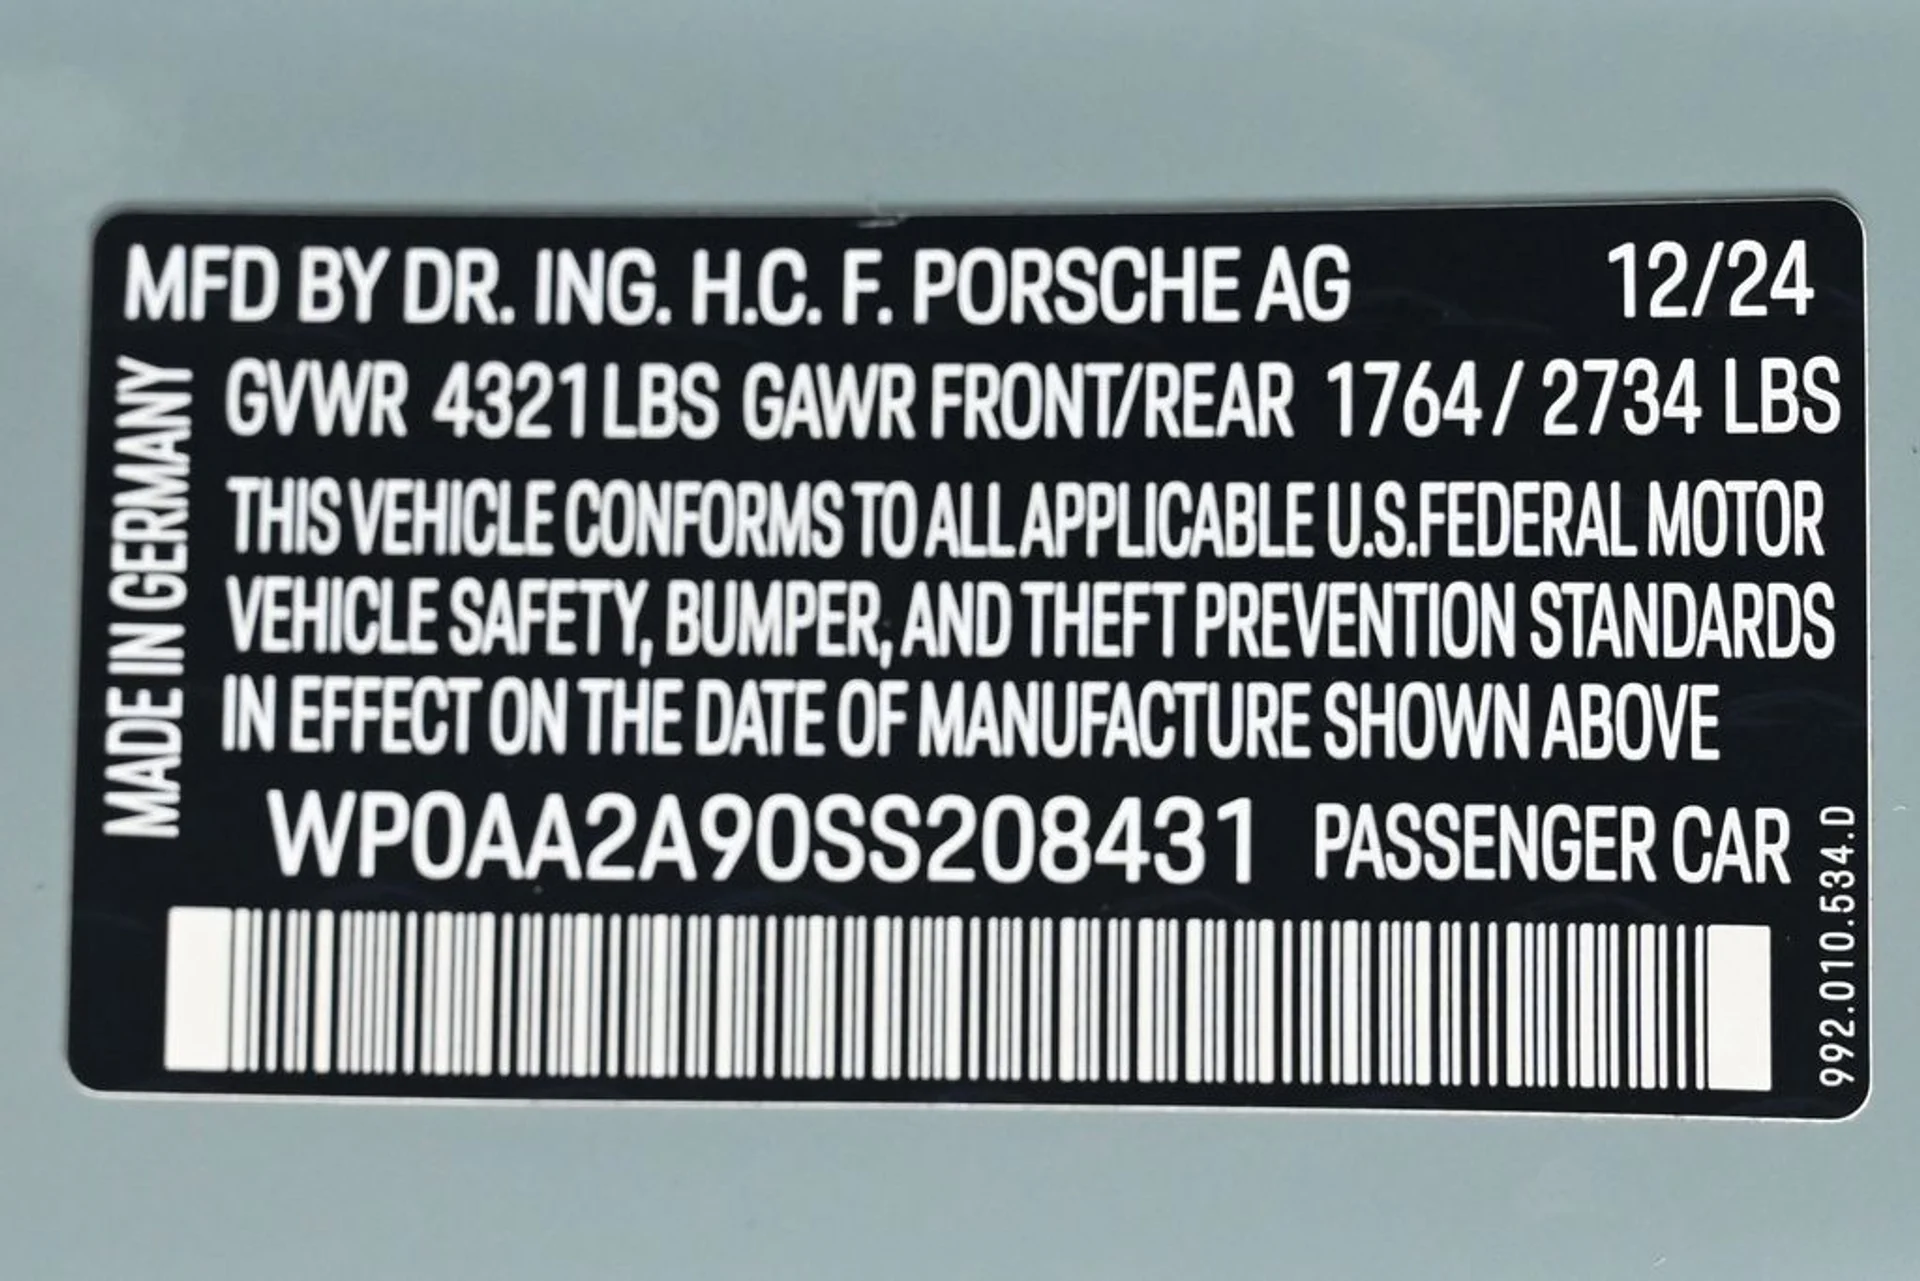 MFD BY DR. ING. H.C. F. PORSCHE AG 12/24
GVWR 4321 LBS GAWR FRONT/REAR 1764 / 2734 LBS
THIS VEHICLE CONFORMS TO ALL APPLICABLE U.S.FEDERAL MOTOR
VEHICLE SAFETY, BUMPER, AND THEFT PREVENTION STANDARDS
IN EFFECT ON THE DATE OF MANUFACTURE SHOWN ABOVE
WP0AA2A90SS208431 PASSENGER CAR
MADE IN GERMANY
992.010.534.D